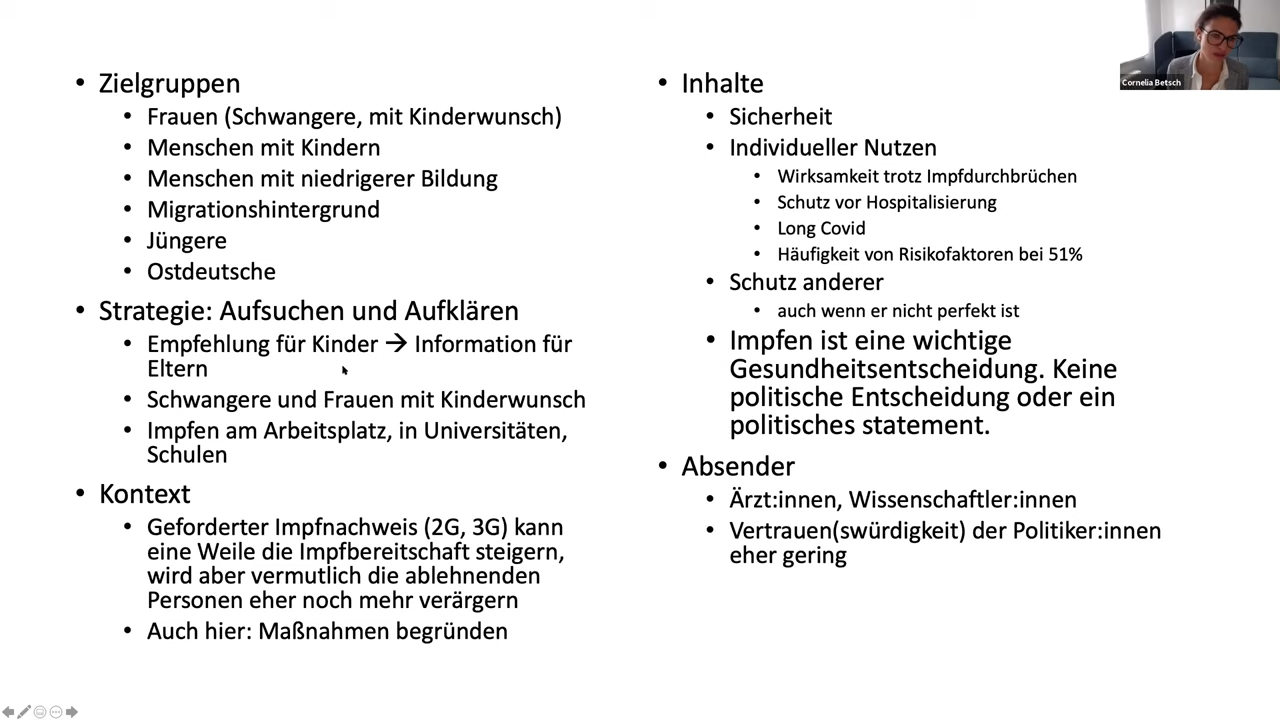 • Zielgruppen
• Frauen (Schwangere, mit Kinderwunsch)
• Menschen mit Kindern
• Menschen mit niedrigerer Bildung
• Migrationshintergrund
• Jüngere
• Ostdeutsche
• Strategie: Aufsuchen und Aufklären
• Empfehlung für Kinder → Information für
Eltern
• Schwangere und Frauen mit Kinderwunsch
• Impfen am Arbeitsplatz, in Universitäten,
Schulen
• Kontext
• Geforderter Impfnachweis (2G, 3G) kann
eine Weile die Impfbereitschaft steigern,
wird aber vermutlich die ablehnenden
Personen eher noch mehr verärgern
• Auch hier: Maßnahmen begründen
• Inhalte
• Sicherheit
• Individueller Nutzen
• Wirksamkeit trotz Impfdurchbrüchen
• Schutz vor Hospitalisierung
• Long Covid
• Häufigkeit von Risikofaktoren bei 51%
• Schutz anderer
• auch wenn er nicht perfekt ist
• Impfen ist eine wichtige
Gesundheitsentscheidung. Keine
politische Entscheidung oder ein
politisches statement.
• Absender
• Ärzt:innen, Wissenschaftler:innen
• Vertrauen(swürdigkeit) der Politiker:innen
eher gering
Cornelia Betsch